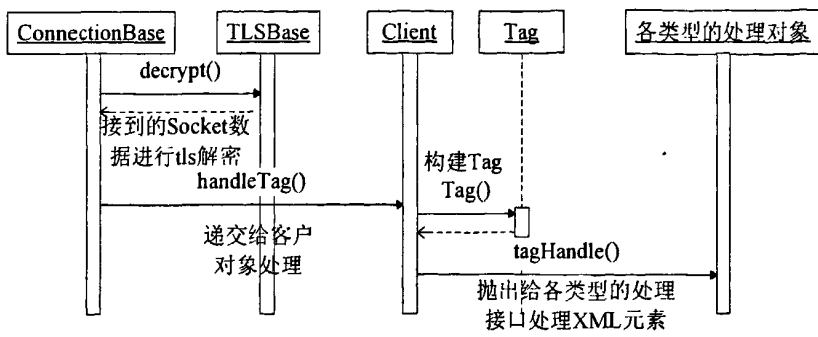 ConnectionBase TLSBase Client Tag 各类型的处理对象
decrypt()
接到的Socket数
据进行tls解密
构建Tag
handleTag()
Tag()
递交给客户
对象处理
tagHandle()
抛出给各类型的处理
接口处理XML元素